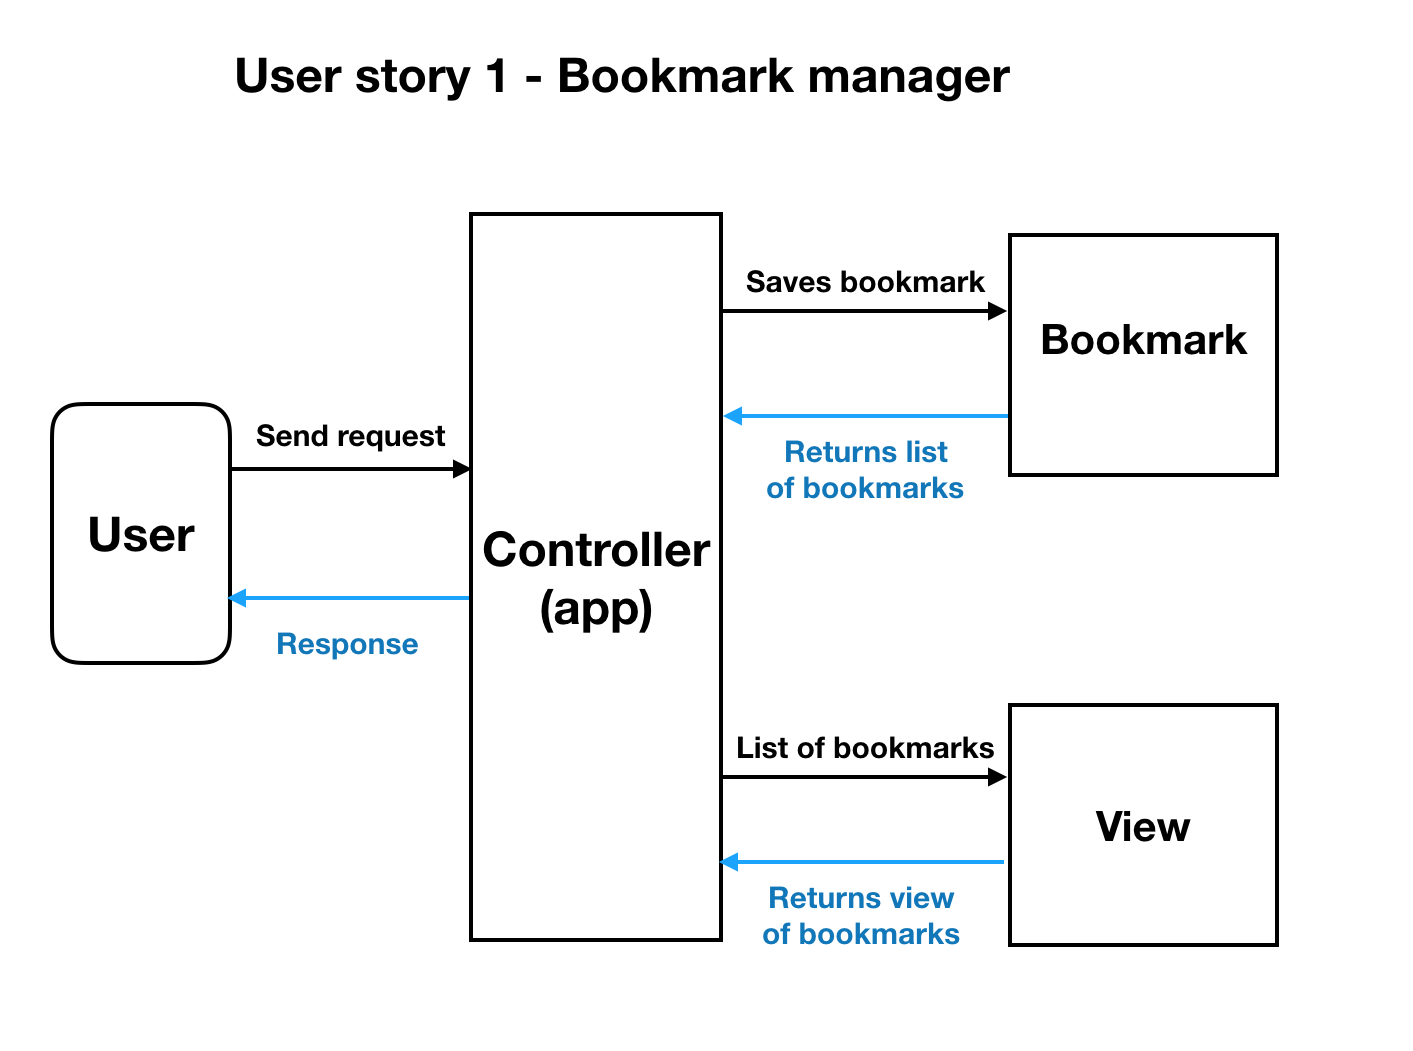 User story 1 - Bookmark manager
Saves bookmark
Bookmark
Send request
Returns list
of bookmarks
User
Controller
(app)
Response
List of bookmarks
View
Returns view
of bookmarks